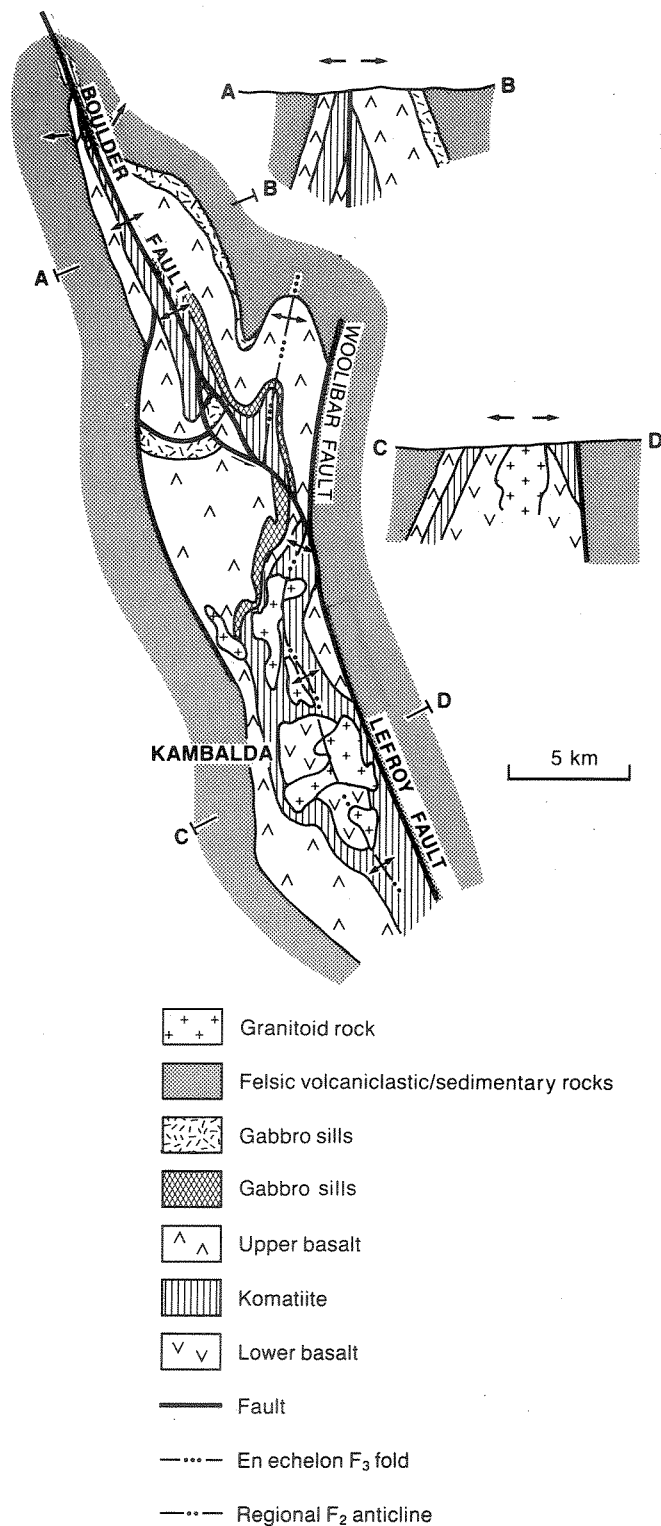 A
B
BOULDER
FAULT
B
A
WOOLIBAR FAULT
C
D
D
KAMBALDA
LEFROY FAULT
5 km
C
Granitoid rock
Felsic volcaniclastic/sedimentary rocks
Gabbro sills
Gabbro sills
Upper basalt
Komatiite
Lower basalt
Fault
En echelon F₃ fold
Regional F₂ anticline